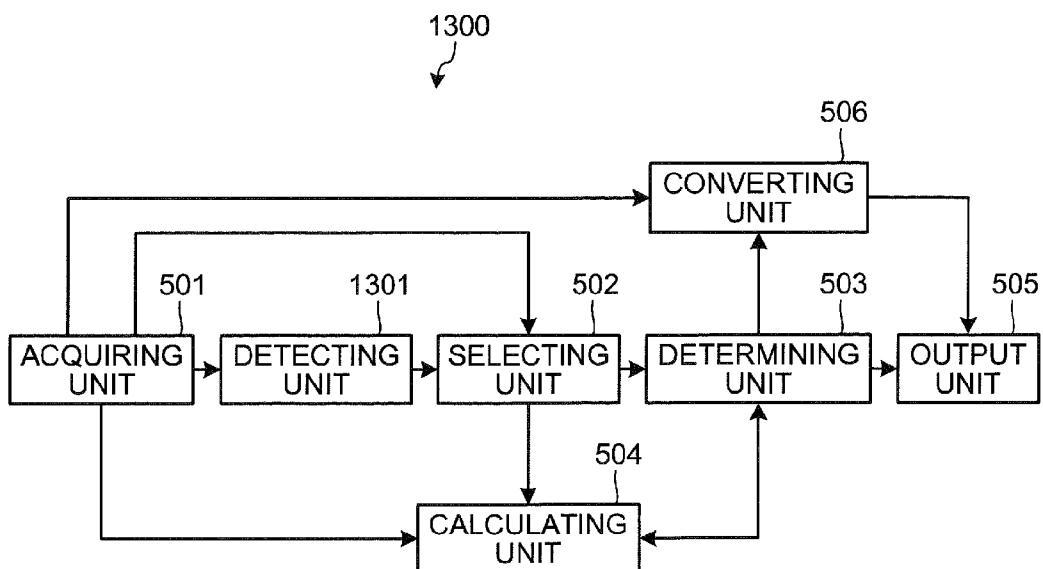 1300
506
CONVERTING
UNIT
501
1301
502
503
505
ACQUIRING
UNIT
DETECTING
UNIT
SELECTING
UNIT
DETERMINING
UNIT
OUTPUT
UNIT
504
CALCULATING
UNIT